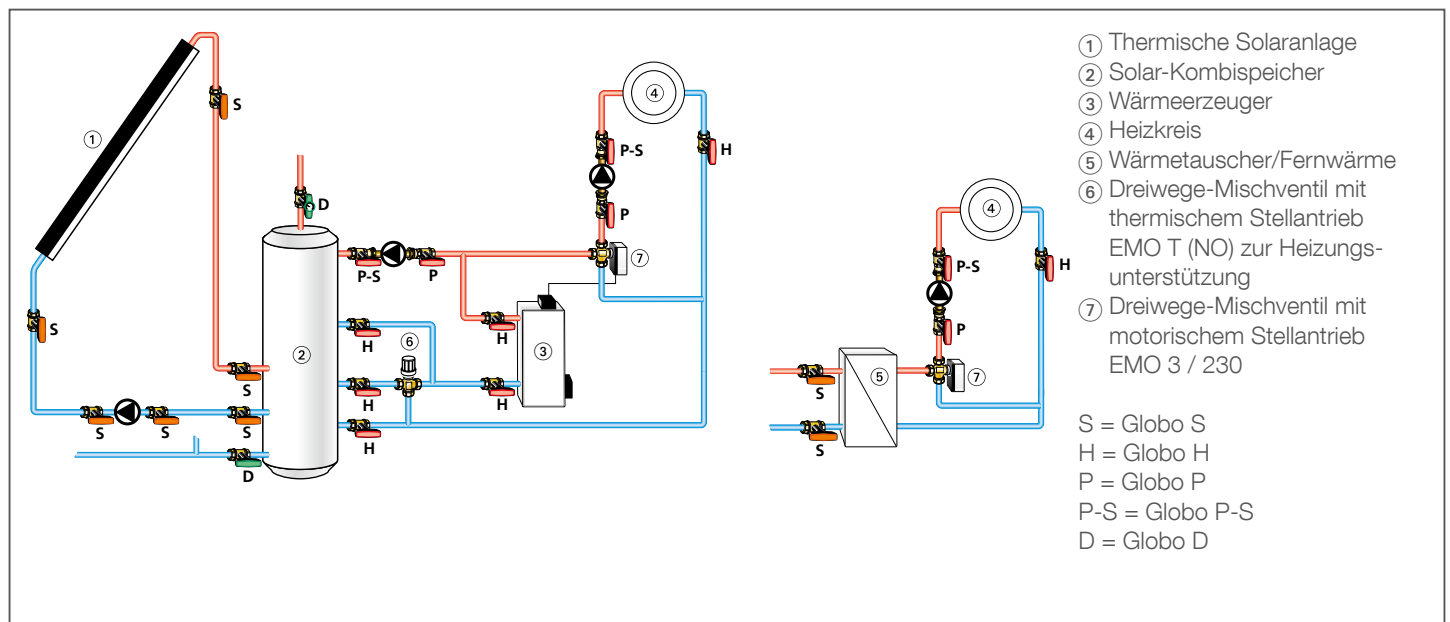 ① Thermische Solaranlage
② Solar-Kombispeicher
③ Wärmeerzeuger
④ Heizkreis
⑤ Wärmetauscher/Fernwärme
⑥ Dreiwege-Mischventil mit
thermischem Stellantrieb
EMO T (NO) zur Heizungs-
unterstützung
⑦ Dreiwege-Mischventil mit
motorischem Stellantrieb
EMO 3 / 230
S = Globo S
H = Globo H
P = Globo P
P-S = Globo P-S
D = Globo D
①
S
S
S
S
S
S
D
D
②
P-S
P
H
H
H
⑥
H
H
③
④
P-S
P
H
⑦
④
P-S
P
H
⑦
⑤
S
S